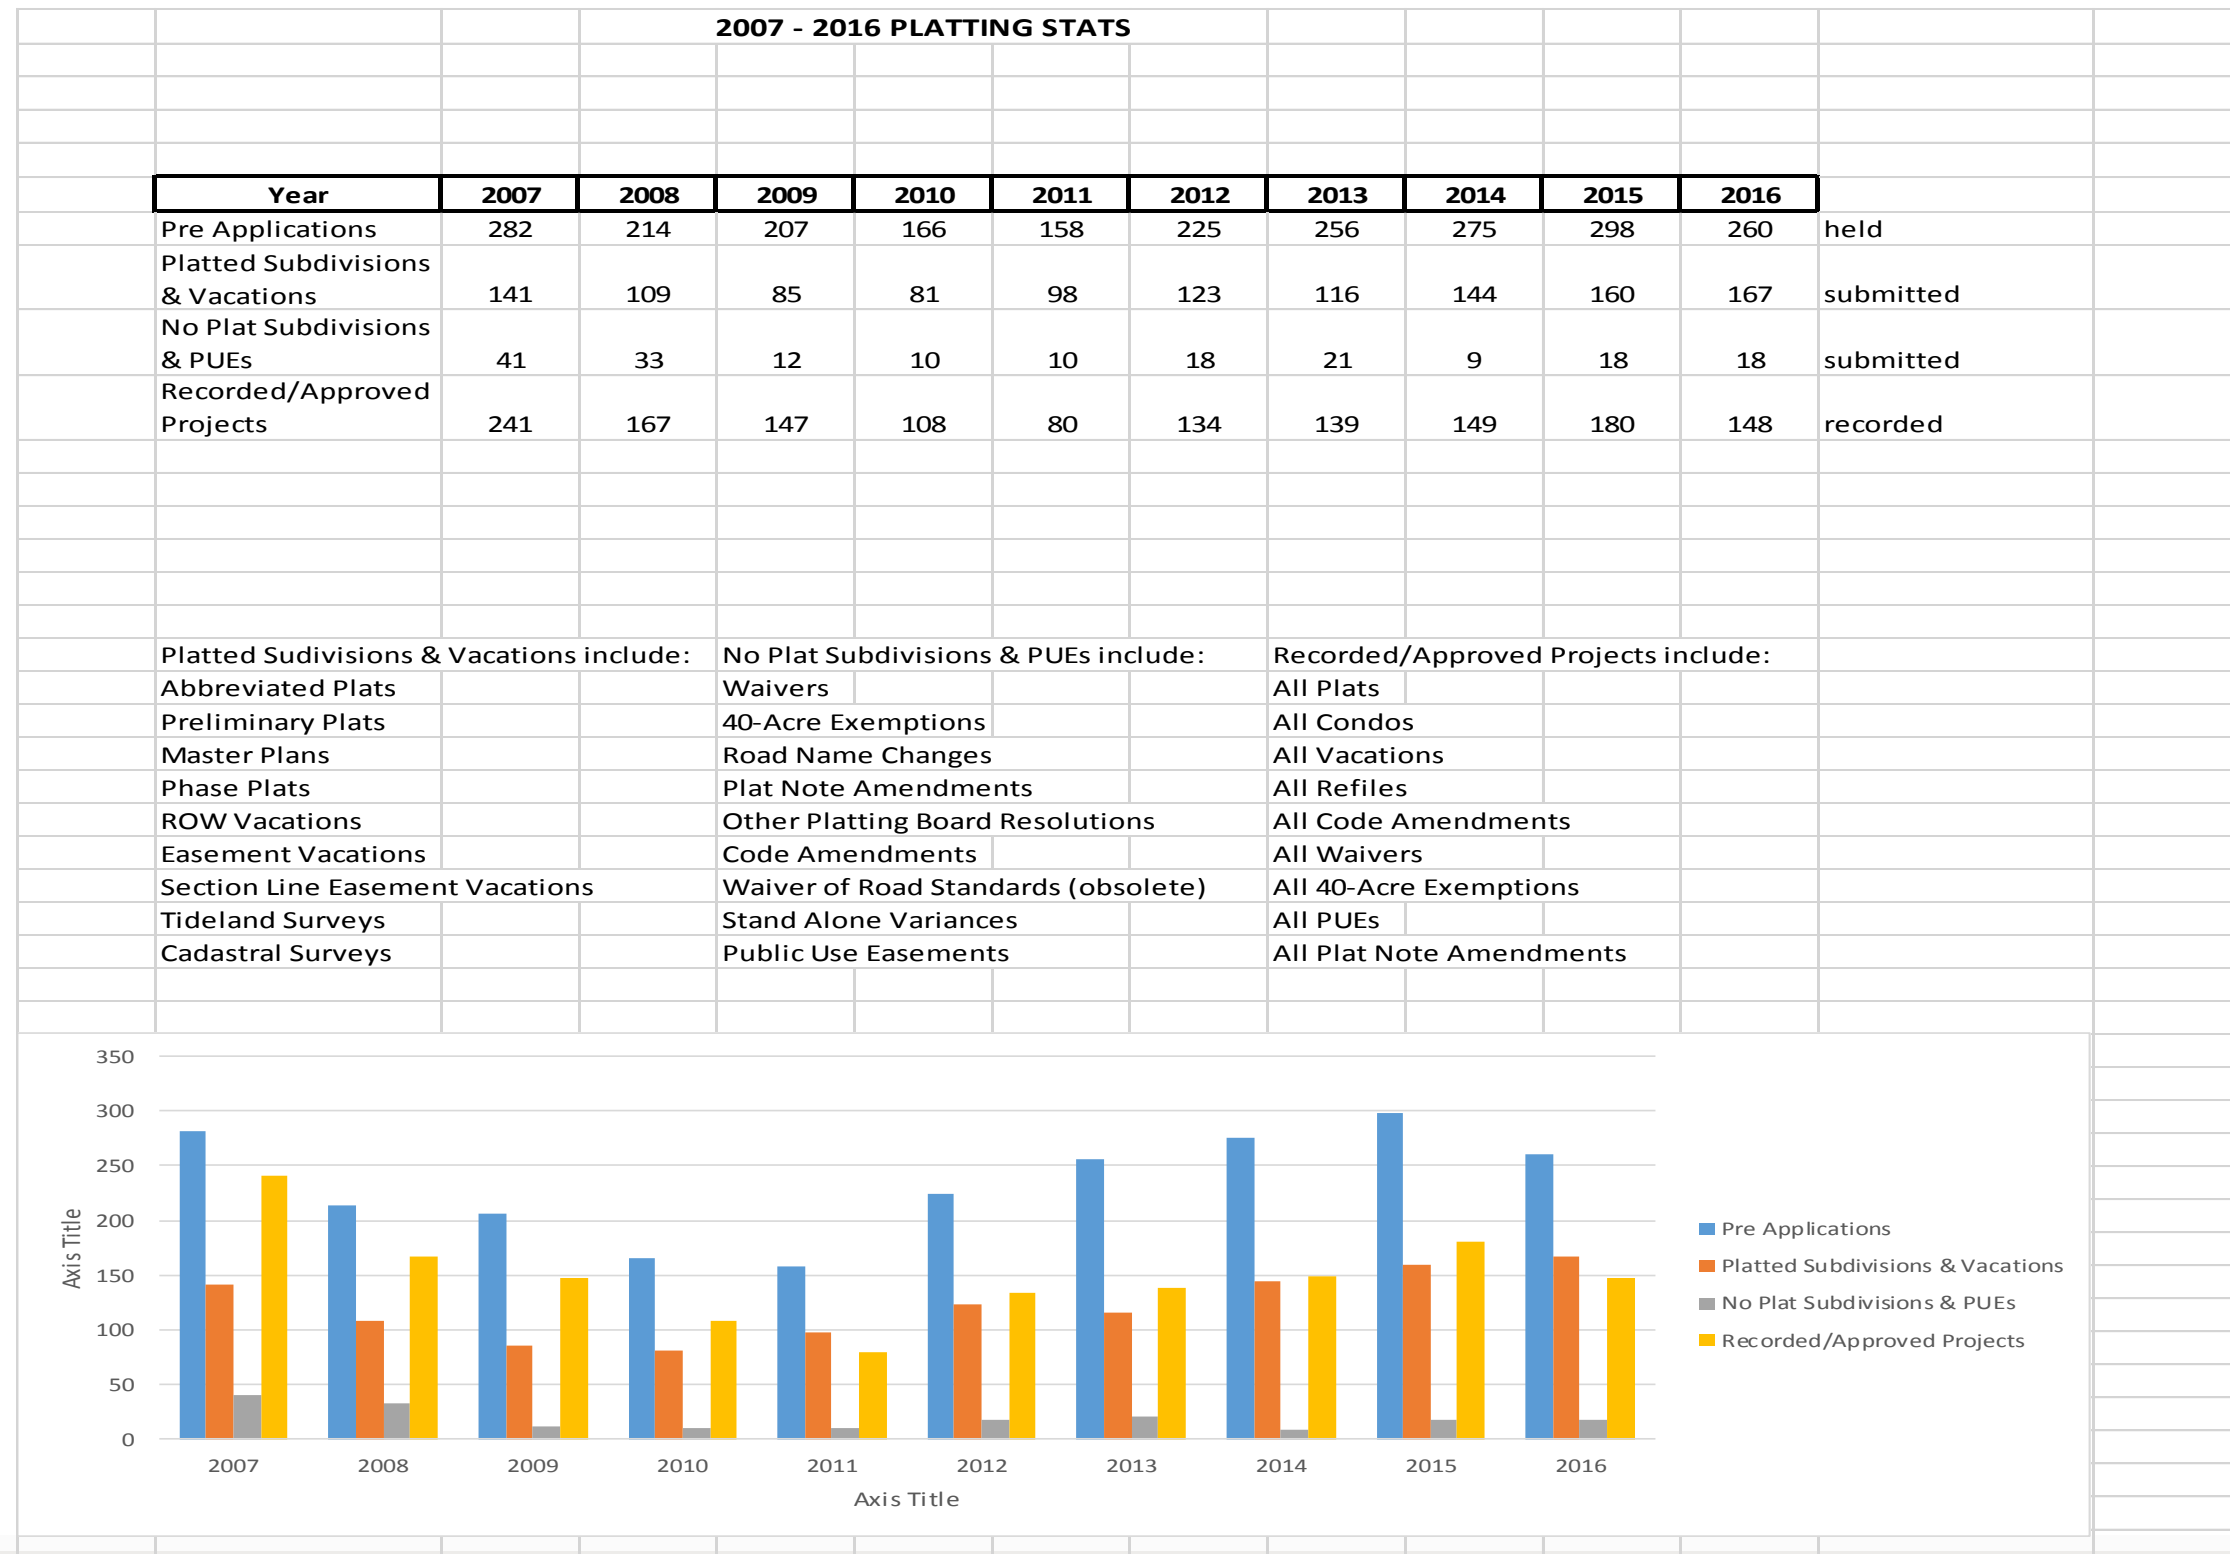 2007 - 2016 PLATTING STATS
Year 2007 2008 2009 2010 2011 2012 2013 2014 2015 2016
Pre Applications 282 214 207 166 158 225 256 275 298 260 held
Platted Subdivisions
& Vacations 141 109 85 81 98 123 116 144 160 167 submitted
No Plat Subdivisions
& PUEs 41 33 12 10 10 18 21 9 18 18 submitted
Recorded/Approved
Projects 241 167 147 108 80 134 139 149 180 148 recorded
Platted Sudivisions & Vacations include: No Plat Subdivisions & PUEs include: Recorded/Approved Projects include:
Abbreviated Plats Waivers All Plats
Preliminary Plats 40-Acre Exemptions All Condos
Master Plans Road Name Changes All Vacations
Phase Plats Plat Note Amendments All Refiles
ROW Vacations Other Platting Board Resolutions All Code Amendments
Easement Vacations Code Amendments All Waivers
Section Line Easement Vacations Waiver of Road Standards (obsolete) All 40-Acre Exemptions
Tideland Surveys Stand Alone Variances All PUEs
Cadastral Surveys Public Use Easements All Plat Note Amendments
350
300
250
200
150
100
50
0
Axis Title
2007 2008 2009 2010 2011 2012 2013 2014 2015 2016
Axis Title
Pre Applications
Platted Subdivisions & Vacations
No Plat Subdivisions & PUEs
Recorded/Approved Projects